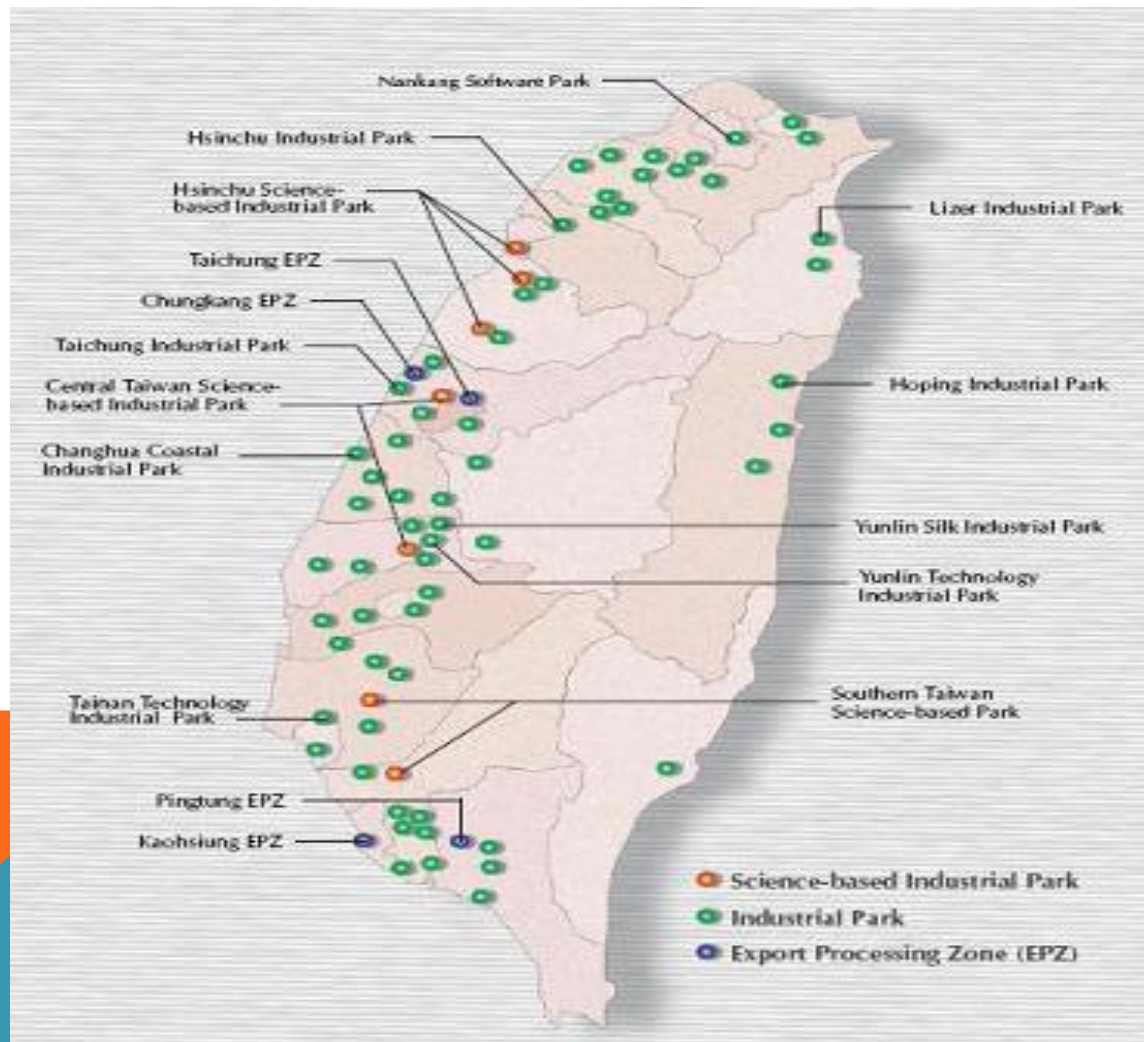 Nankang Software Park
Hsinchu Industrial Park
Hsinchu Science-
based Industrial Park
Taichung EPZ
Chungkang EPZ
Taichung Industrial Park
Central Taiwan Science-
based Industrial Park
Changhua Coastal
Industrial Park
Tainan Technology
Industrial Park
Pingtung EPZ
Kaohsiung EPZ
Lizer Industrial Park
Hoping Industrial Park
Yunlin Silk Industrial Park
Yunlin Technology
Industrial Park
Southern Taiwan
Science-based Park
Science-based Industrial Park
Industrial Park
Export Processing Zone (EPZ)